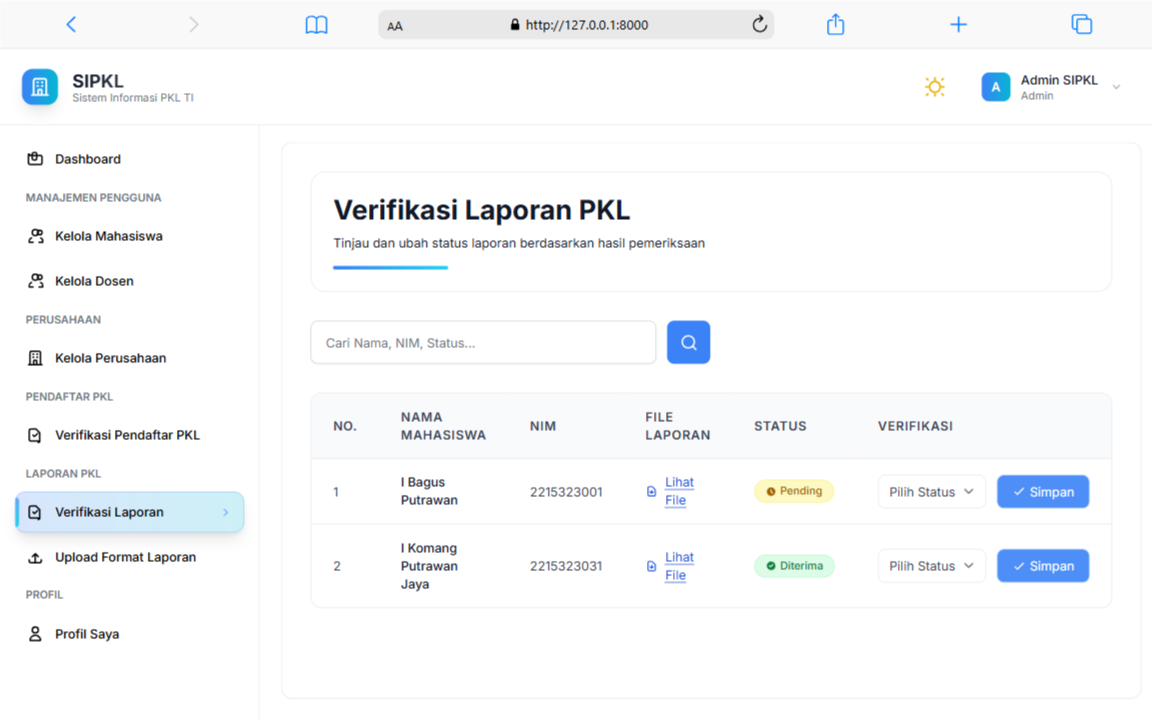 AA
http://127.0.0.1:8000
SIPKL
Sistem Informasi PKL TI
A
Admin SIPKL
Admin
Dashboard
MANAJEMEN PENGGUNA
Kelola Mahasiswa
Kelola Dosen
PERUSAHAAN
Kelola Perusahaan
PENDAFTAR PKL
Verifikasi Pendaftar PKL
LAPORAN PKL
Verifikasi Laporan
Upload Format Laporan
PROFIL
Profil Saya
Verifikasi Laporan PKL
Tinjau dan ubah status laporan berdasarkan hasil pemeriksaan
Cari Nama, NIM, Status...
NO.
NAMA
MAHASISWA
NIM
FILE
LAPORAN
STATUS
VERIFIKASI
1
I Bagus
Putrawan
2215323001
Lihat
File
Pending
Pilih Status
Simpan
2
I Komang
Putrawan
Jaya
2215323031
Lihat
File
Diterima
Pilih Status
Simpan